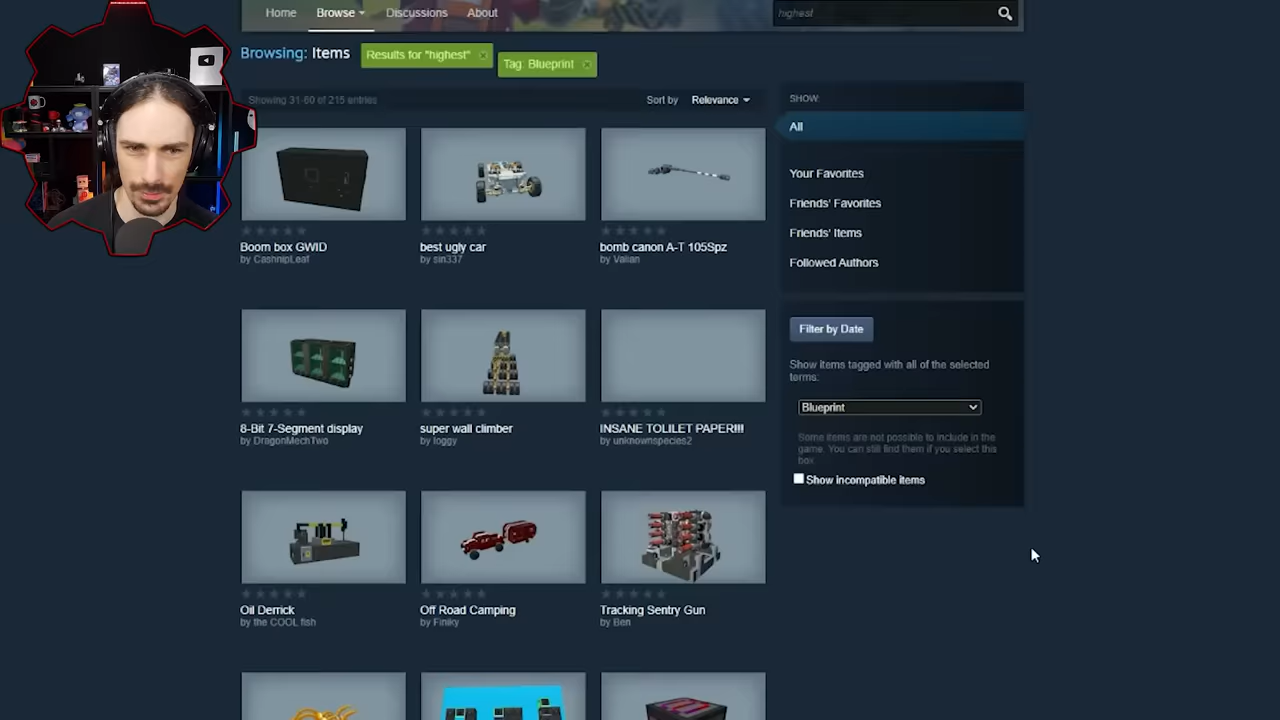 Home Browse Discussions About highest
Browsing: Items Results for "highest" Tag: Blueprint
Showing 31-60 of 215 entries
Sort by Relevance
Boom box GWID
by CashnipLeaf
best ugly car
by sin337
bomb canon A-T 105Spz
by Valian
8-Bit 7-Segment display
by DragonMechTwo
super wall climber
by loggy
INSANE TOLILET PAPER!!!
by unknownspecies2
Oil Derrick
by the COOL fish
Off Road Camping
by Finiky
Tracking Sentry Gun
by Ben
SHOW:
All
Your Favorites
Friends' Favorites
Friends' Items
Followed Authors
Filter by Date
Show items tagged with all of the selected
terms:
Blueprint
Some items are not possible to include in the
game. You can still find them if you select this
box
Show incompatible items